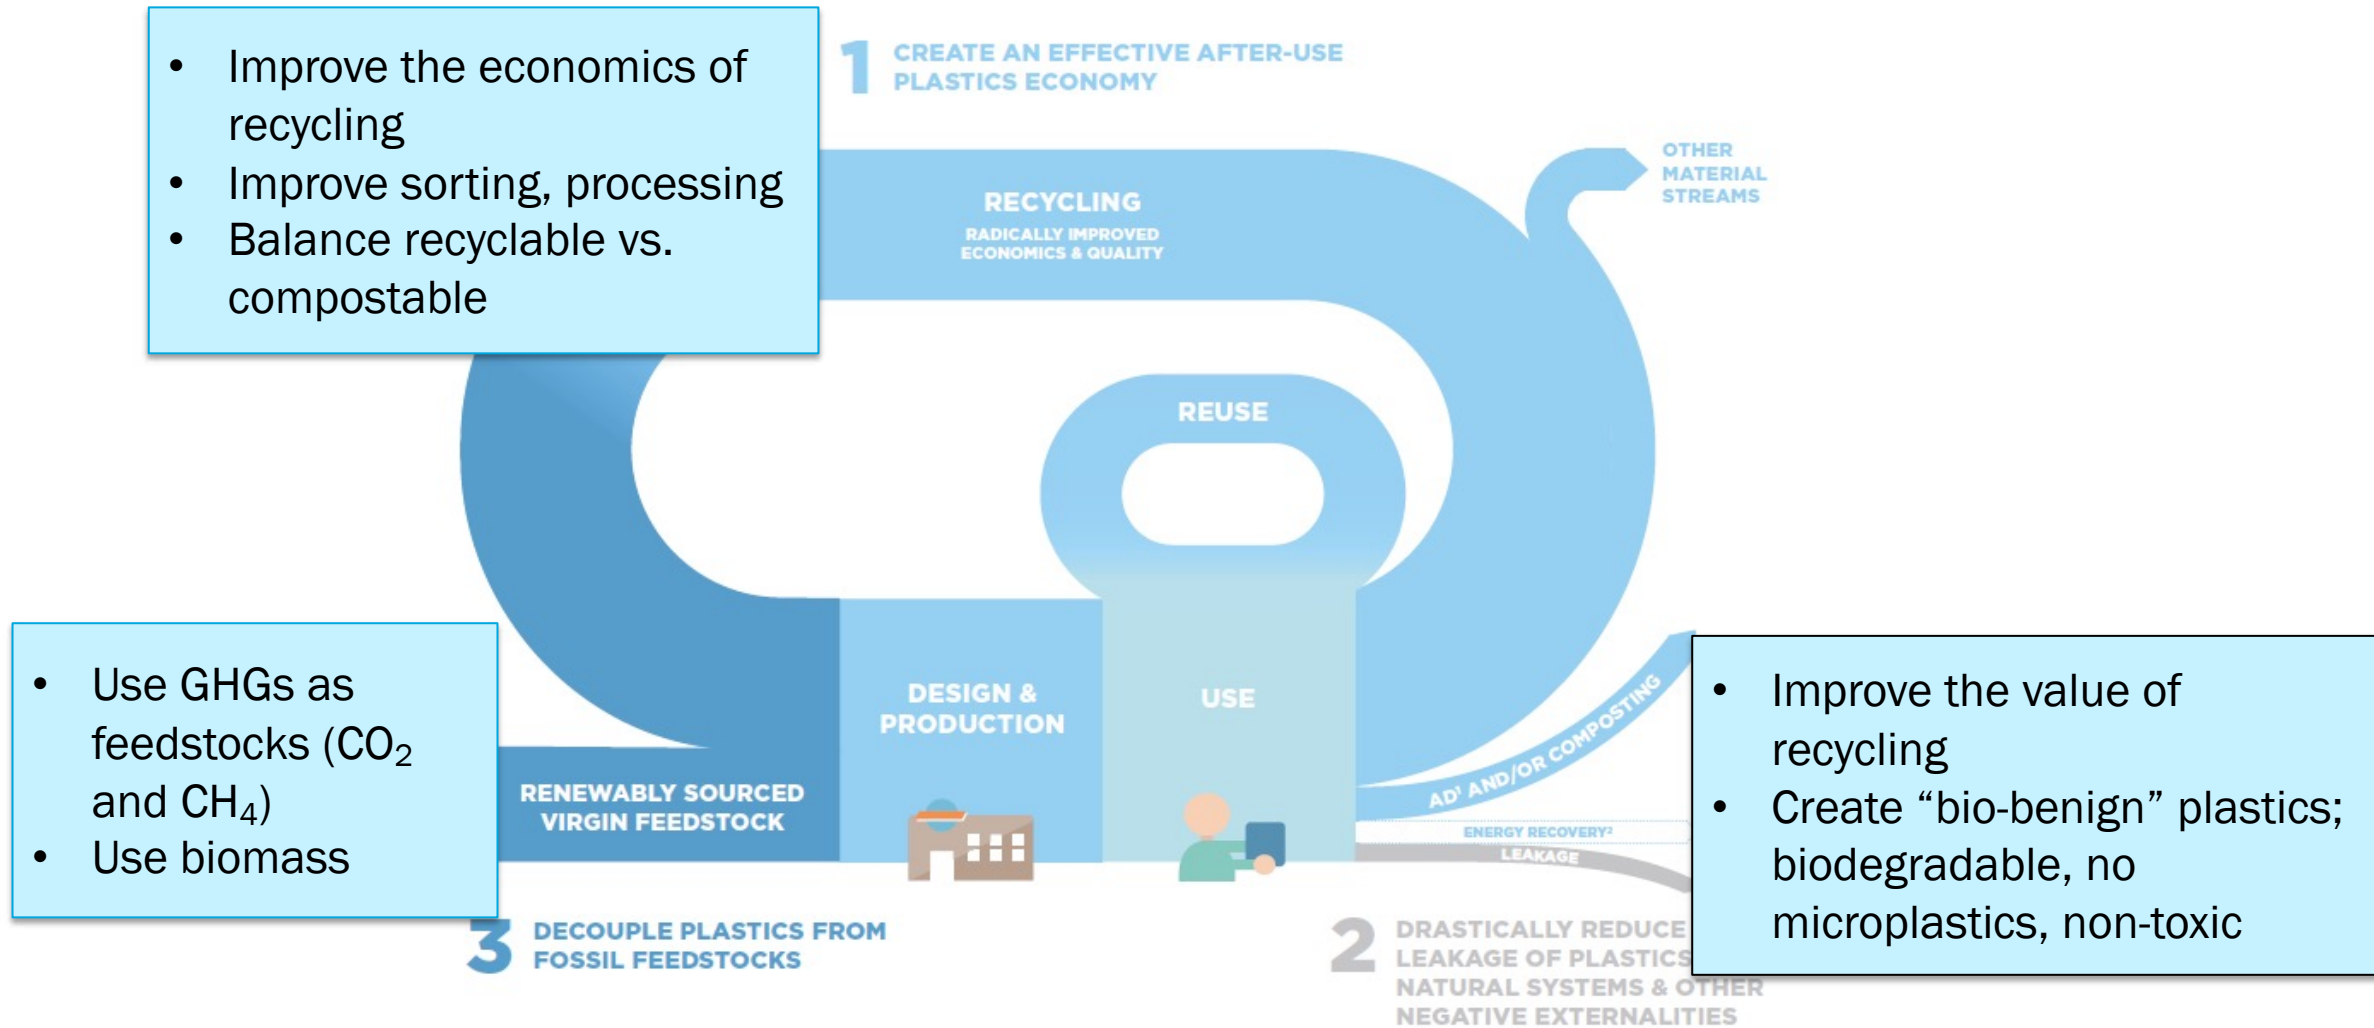 • Improve the economics of
recycling
• Improve sorting, processing
• Balance recyclable vs.
compostable
1 CREATE AN EFFECTIVE AFTER-USE
PLASTICS ECONOMY
OTHER
MATERIAL
STREAMS
RECYCLING
RADICALLY IMPROVED
ECONOMICS & QUALITY
REUSE
• Use GHGs as
feedstocks (CO₂
and CH₄)
• Use biomass
DESIGN &
PRODUCTION
USE
RENEWABLY SOURCED
VIRGIN FEEDSTOCK
AD¹ AND/OR COMPOSTING
ENERGY RECOVERY²
LEAKAGE
• Improve the value of
recycling
• Create “bio-benign” plastics;
biodegradable, no
microplastics, non-toxic
3 DECOUPLE PLASTICS FROM
FOSSIL FEEDSTOCKS
2 DRASTICALLY REDUCE
LEAKAGE OF PLASTICS
NATURAL SYSTEMS & OTHER
NEGATIVE EXTERNALITIES